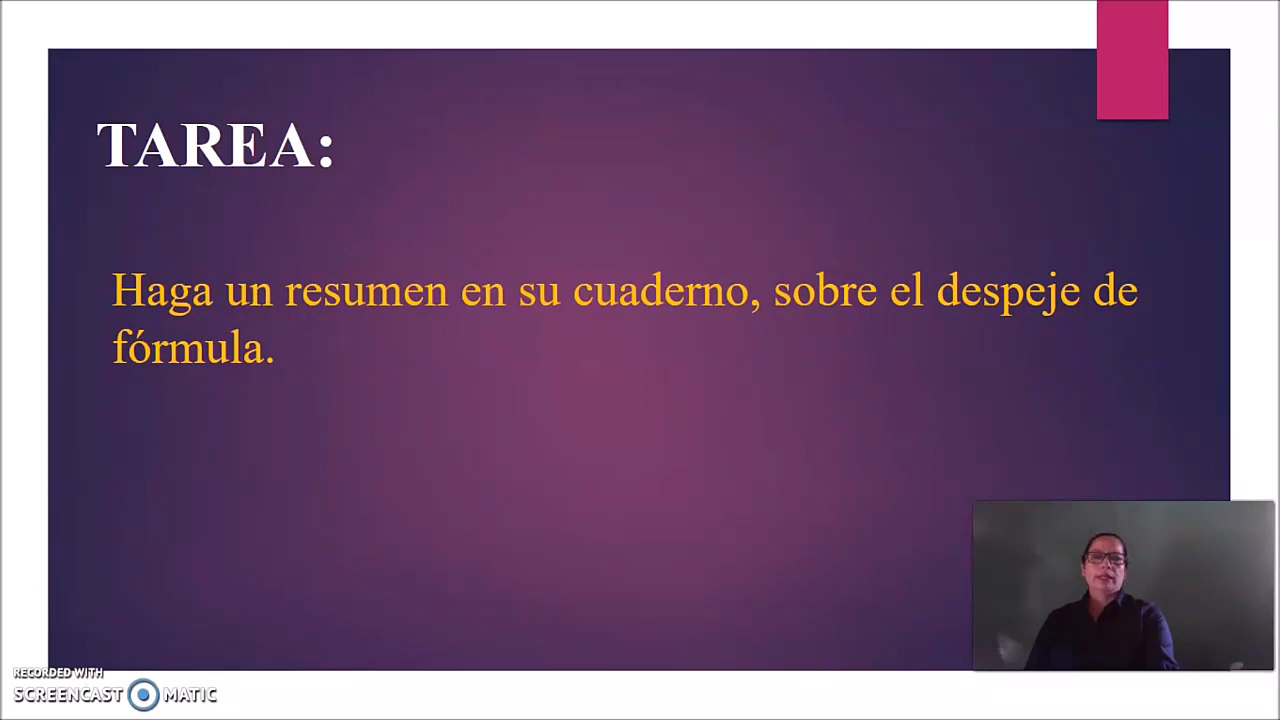 TAREA:
Haga un resumen en su cuaderno, sobre el despeje de
fórmula.
RECORDED WITH
SCREENCAST MATIC